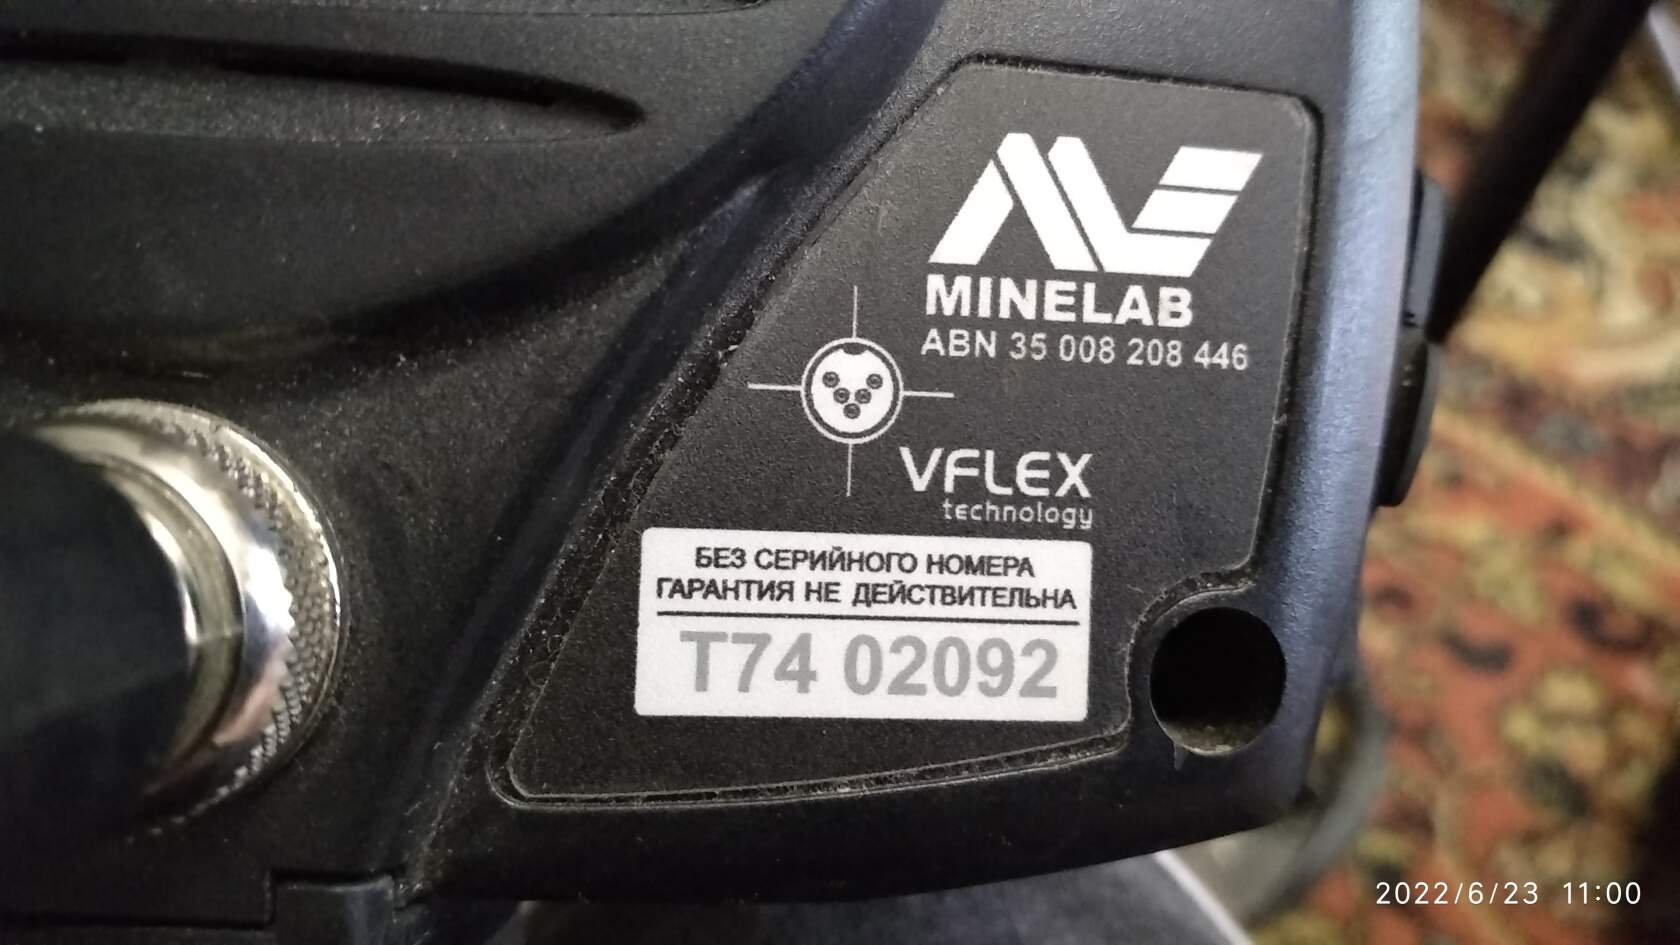 MINELAB
ABN 35 008 208 446
VFLEX
technology
БЕЗ СЕРИЙНОГО НОМЕРА
ГАРАНТИЯ НЕ ДЕЙСТВИТЕЛЬНА
T74 02092
2022/6/23 11:00